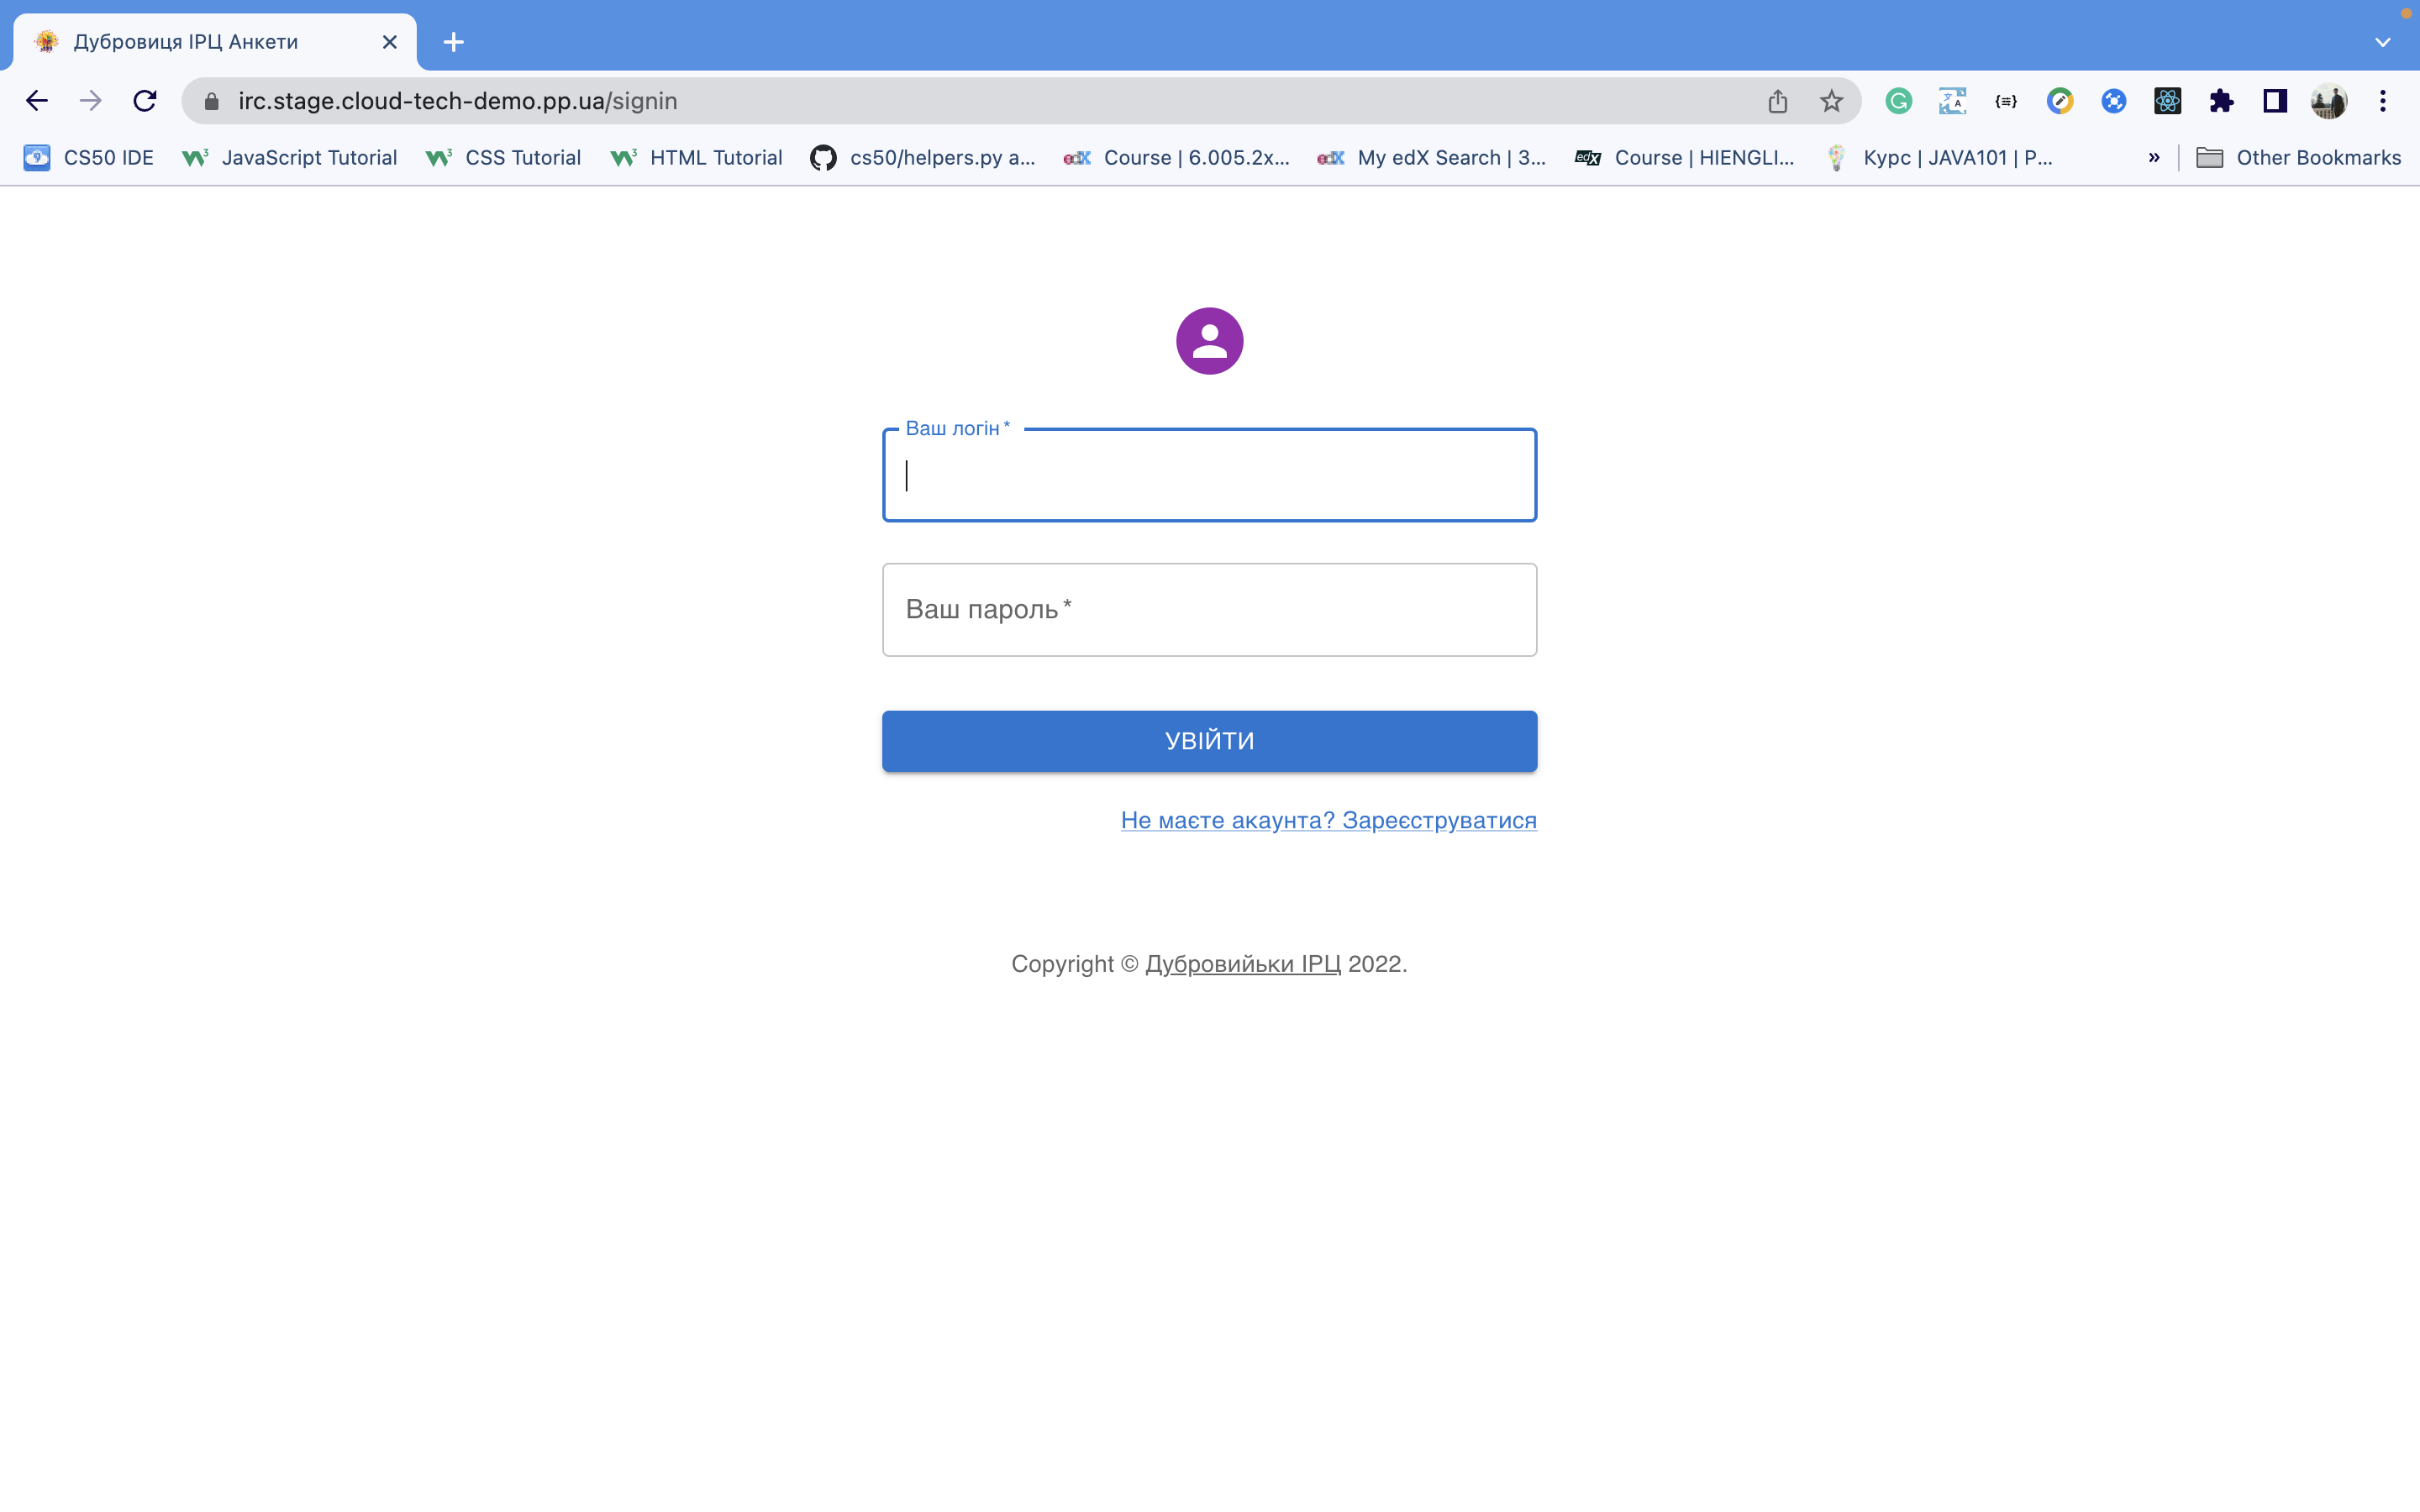 Дубровиця ІРЦ Анкети
irc.stage.cloud-tech-demo.pp.ua/signin
CS50 IDE JavaScript Tutorial CSS Tutorial HTML Tutorial cs50/helpers.py a... Course | 6.005.2x... My edX Search | 3... Course | HIENGLI... Курс | JAVA101 | P... » Other Bookmarks
Ваш логін *
Ваш пароль *
УВІЙТИ
Не маєте акаунта? Зареєструватися
Copyright © Дубровийьки ІРЦ 2022.